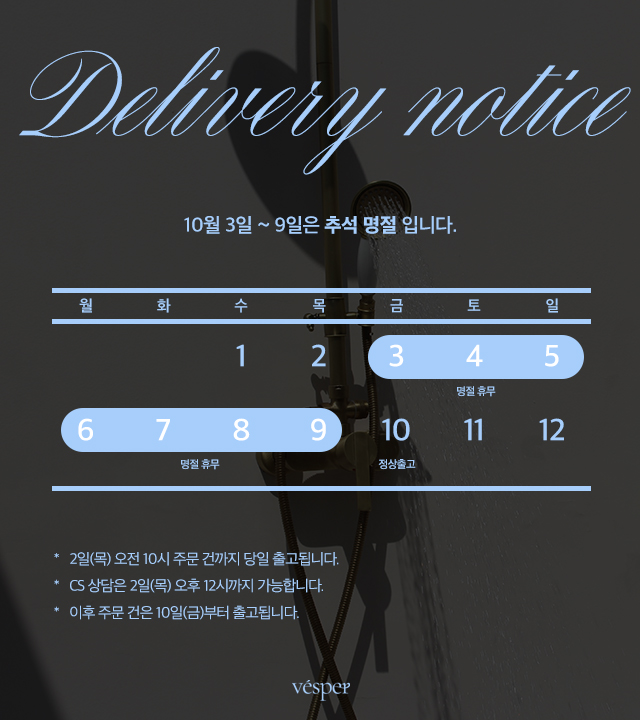 Delivery notice
10월 3일 ~ 9일은 추석 명절 입니다.
월 화 수 목 금 토 일
1 2 3 4 5
명절 휴무
6 7 8 9 10 11 12
명절 휴무 정상출고
* 2일(목) 오전 10시 주문 건까지 당일 출고됩니다.
* CS 상담은 2일(목) 오후 12시까지 가능합니다.
* 이후 주문 건은 10일(금)부터 출고됩니다.
vésper